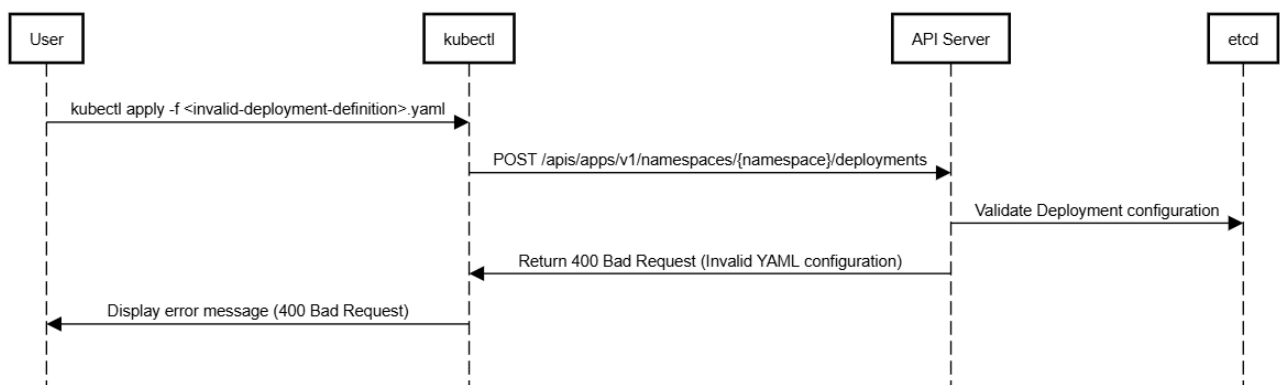 User
kubectl
API Server
etcd
kubectl apply -f <invalid-deployment-definition>.yaml
POST /apis/apps/v1/namespaces/{namespace}/deployments
Validate Deployment configuration
Return 400 Bad Request (Invalid YAML configuration)
Display error message (400 Bad Request)